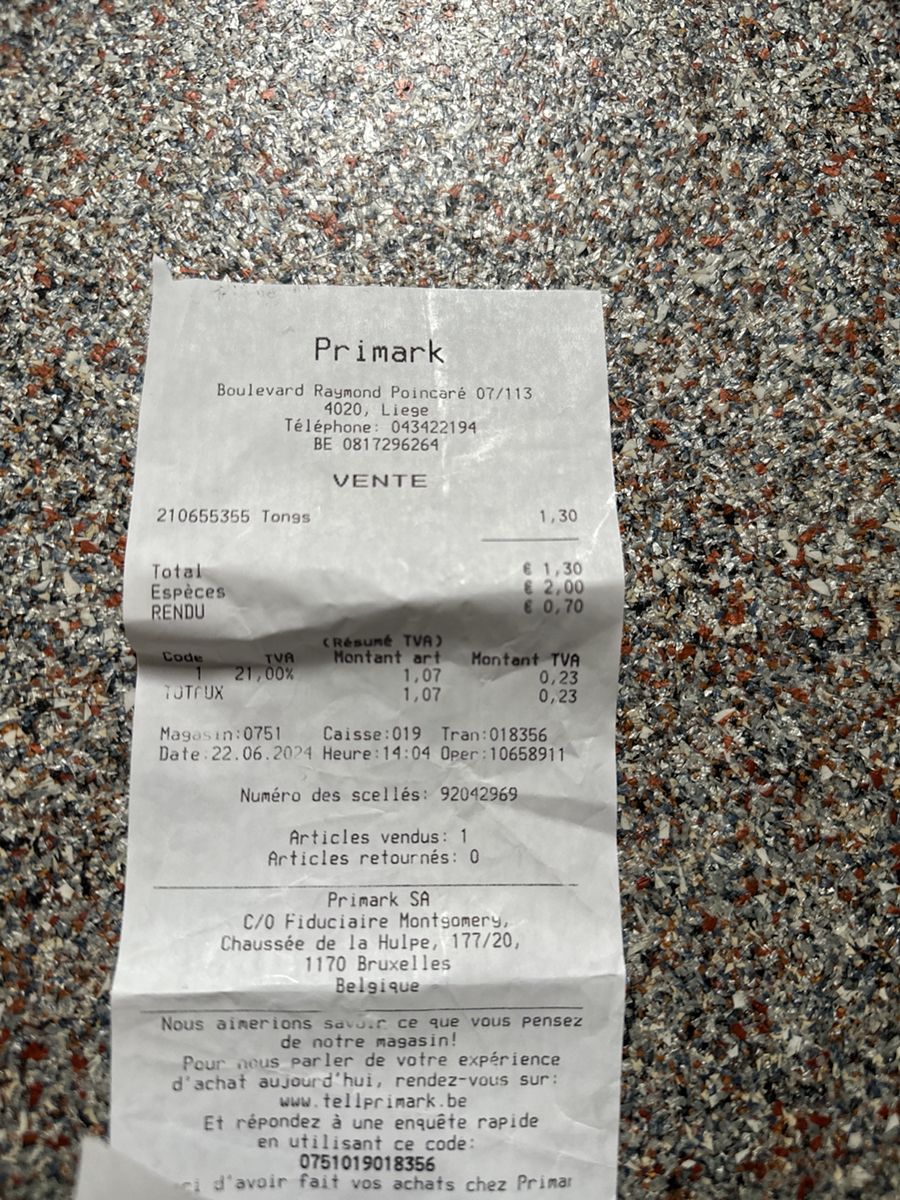 Primark
Boulevard Raymond Poincaré 07/113
4020, Liege
Téléphone: 043422194
BE 0817296264
VENTE
210655355 Tongs 1,30
Total € 1,30
Espèces € 2,00
RENDU € 0,70
(Résumé TVA)
Code TVA Montant art Montant TVA
1 21,00% 1,07 0,23
TOTAUX 1,07 0,23
Magasin:0751 Caisse:019 Tran:018356
Date:22.06.2024 Heure:14:04 Oper:10658911
Numéro des scellés: 92042969
Articles vendus: 1
Articles retournés: 0
Primark SA
C/O Fiduciaire Montgomery,
Chaussée de la Hulpe, 177/20,
1170 Bruxelles
Belgique
Nous aimerions savoir ce que vous pensez
de notre magasin!
Pour nous parler de votre expérience
d'achat aujourd'hui, rendez-vous sur:
www.tellprimark.be
Et répondez à une enquête rapide
en utilisant ce code:
0751019018356
d'avoir fait vos achats chez